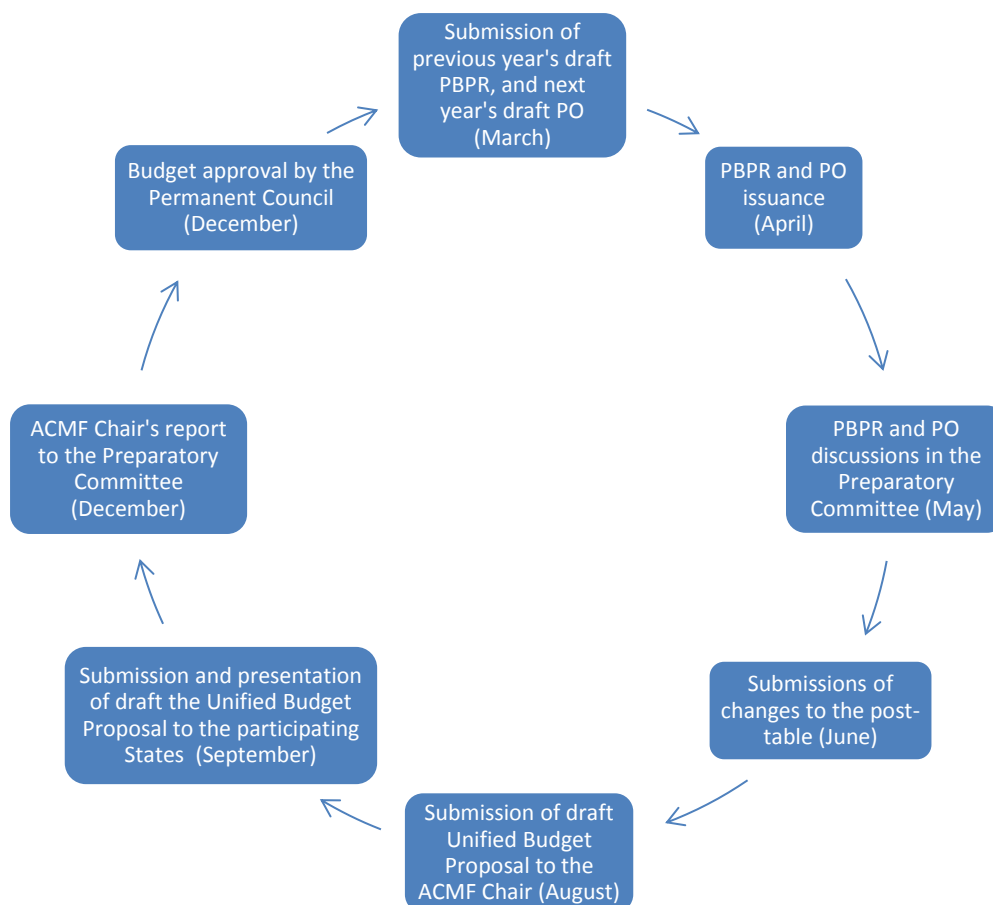 Submission of
previous year's draft
PBPR, and next
year's draft PO
(March)
PBPR and PO
issuance
(April)
PBPR and PO
discussions in the
Preparatory
Committee (May)
Submissions of
changes to the post-
table (June)
Submission of draft
Unified Budget
Proposal to the
ACMF Chair (August)
Submission and presentation
of draft the Unified Budget
Proposal to the participating
States (September)
ACMF Chair's report
to the Preparatory
Committee
(December)
Budget approval by the
Permanent Council
(December)